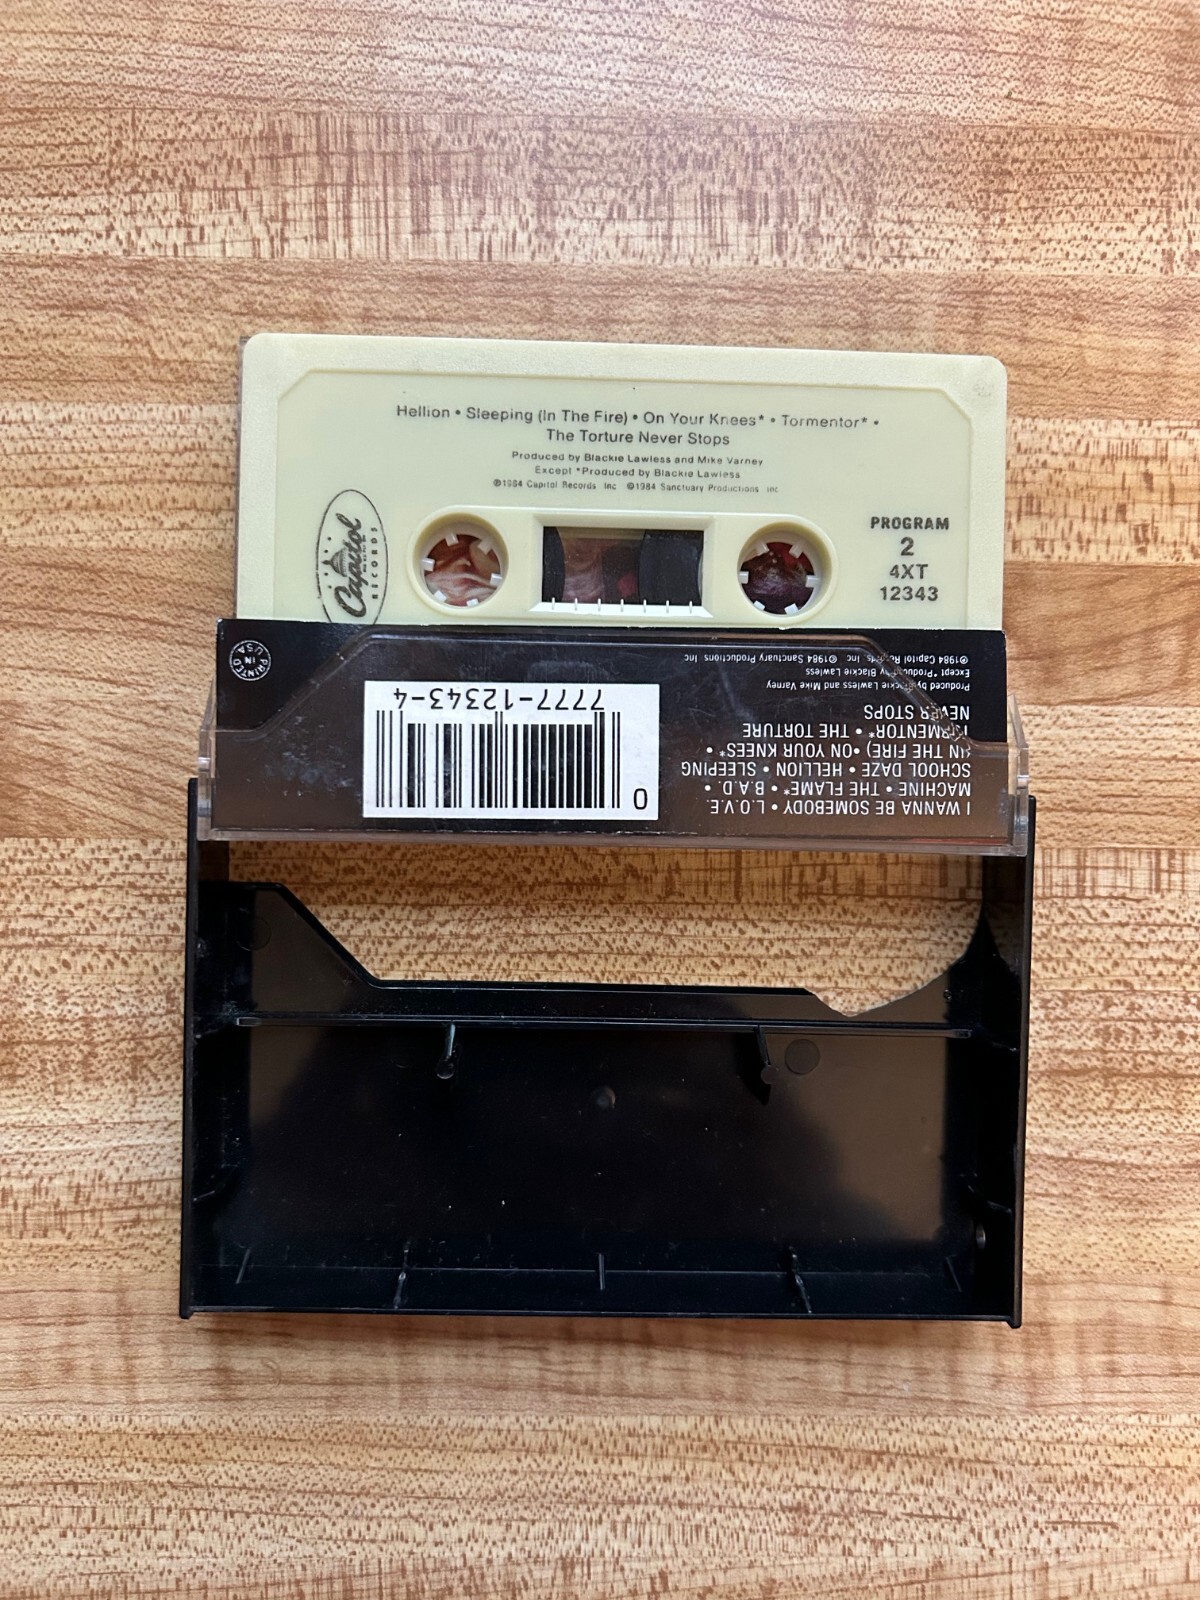 Hellion • Sleeping (In The Fire) • On Your Knees* • Tormentor* •
The Torture Never Stops
Produced by Blackie Lawless and Mike Varney
Except *Produced by Blackie Lawless
℗1984 Capitol Records Inc ©1984 Sanctuary Productions Inc
Capitol
RECORDS
PROGRAM
2
4XT
12343
I WANNA BE SOMEBODY • L.O.V.E.
MACHINE • THE FLAME* • B.A.D. •
SCHOOL DAZE • HELLION • SLEEPING
(IN THE FIRE) • ON YOUR KNEES* •
TORMENTOR* • THE TORTURE
NEVER STOPS
Produced by Blackie Lawless and Mike Varney
Except *Produced by Blackie Lawless
℗1984 Capitol Records, Inc. ©1984 Sanctuary Productions, Inc.
0
7777-12343-4
PRINTED
IN
USA